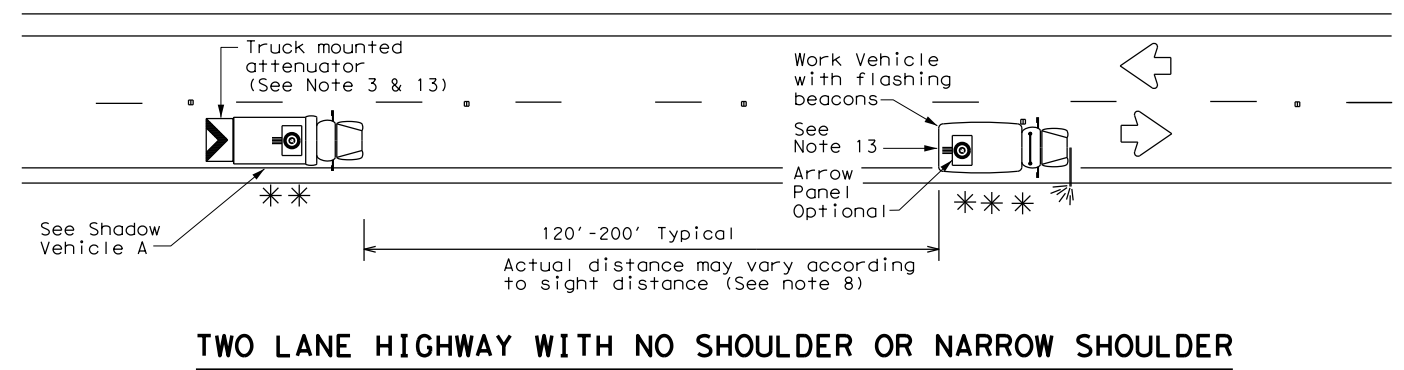 Truck mounted
attenuator
(See Note 3 & 13)
Work Vehicle
with flashing
beacons
See
Note 13
Arrow
Panel
Optional
See Shadow
Vehicle A
120'-200' Typical
Actual distance may vary according
to sight distance (See note 8)
TWO LANE HIGHWAY WITH NO SHOULDER OR NARROW SHOULDER